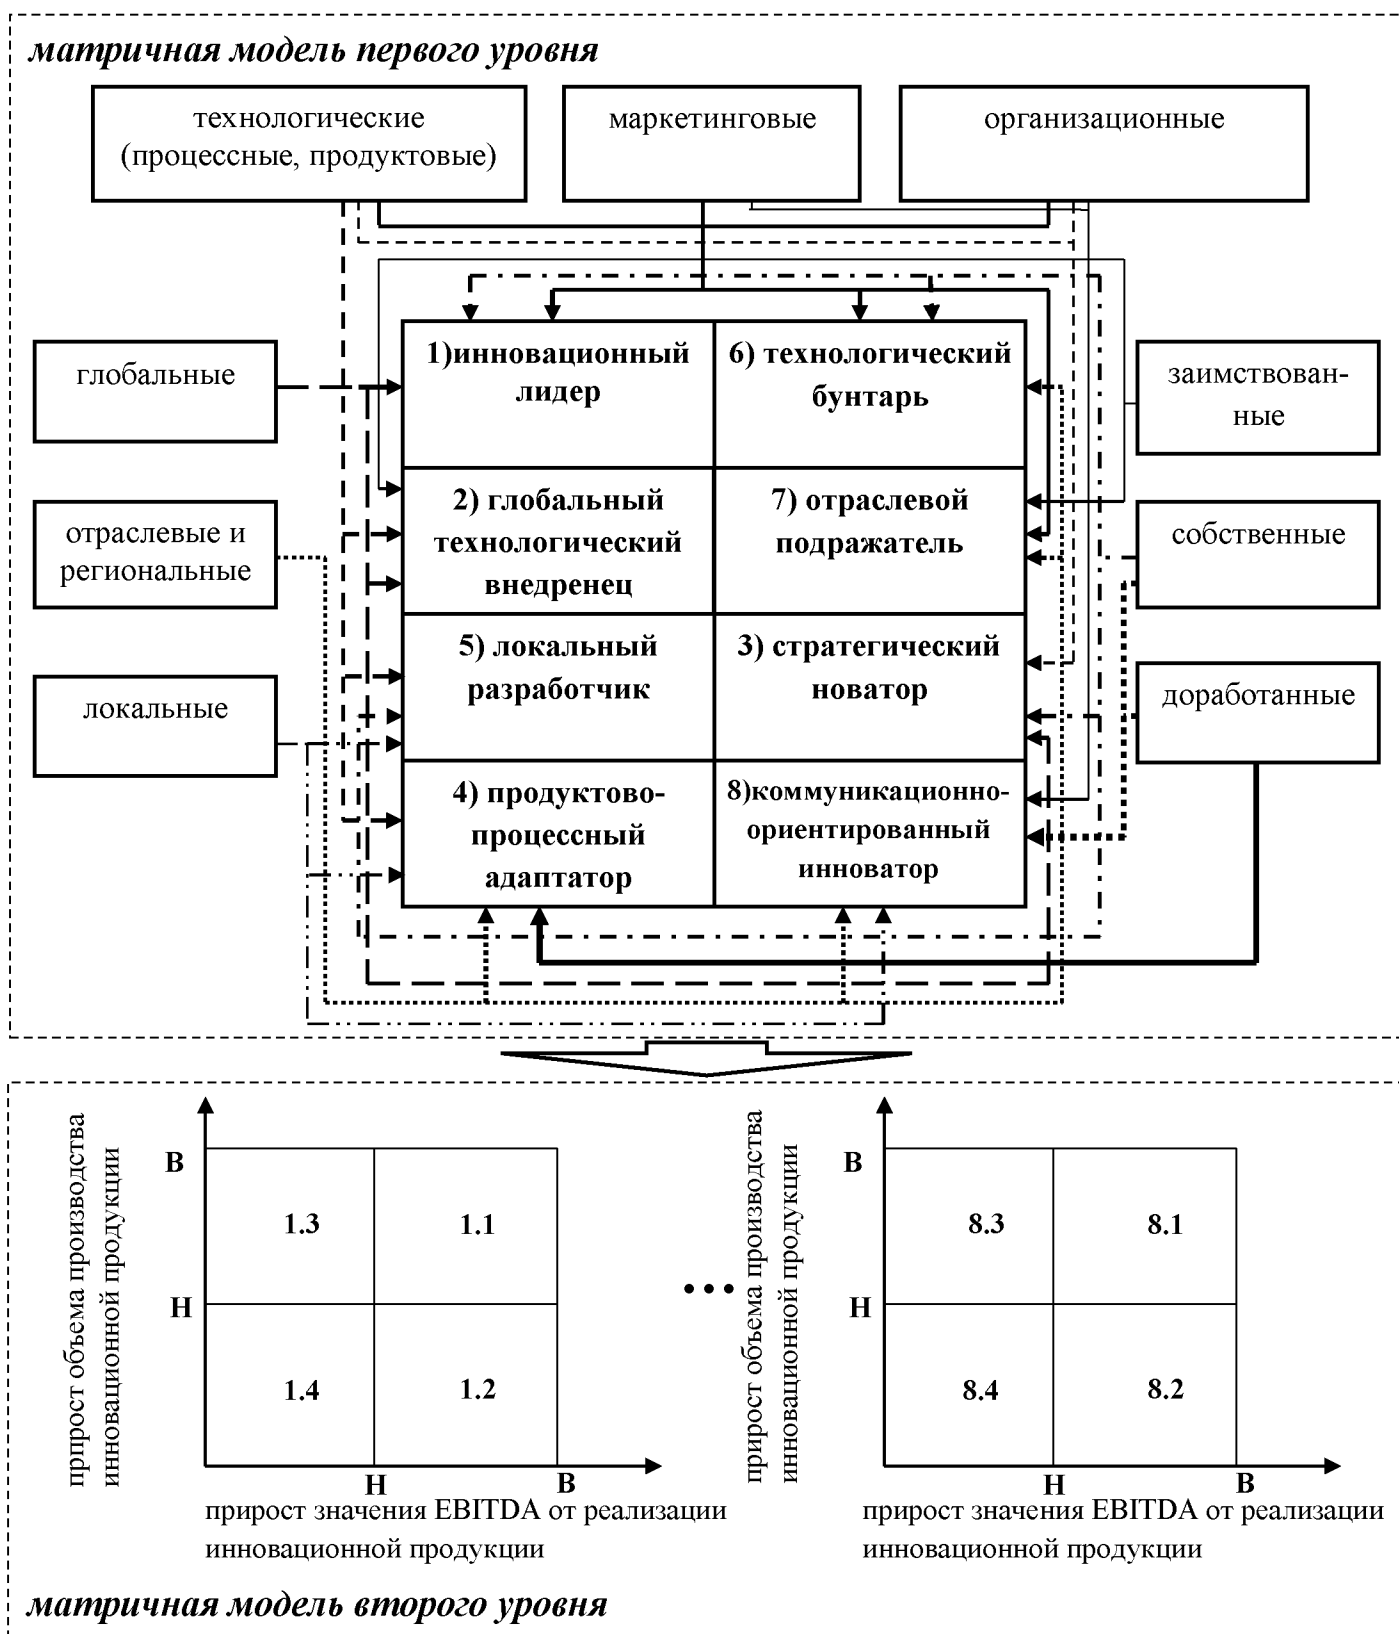 матричная модель первого уровня
технологические
(процессные, продуктовые)
маркетинговые
организационные
глобальные
отраслевые и
региональные
локальные
1)инновационный
лидер
6) технологический
бунтарь
2) глобальный
технологический
внедренец
7) отраслевой
подражатель
5) локальный
разработчик
3) стратегический
новатор
4) продуктово-
процессный
адаптатор
8)коммуникационно-
ориентированный
инноватор
заимствован-
ные
собственные
доработанные
прпрост объема производства
инновационной продукции
В
Н
1.3
1.1
1.4
1.2
Н
В
прирост значения EBITDA от реализации
инновационной продукции
...
прирост объема производства
инновационной продукции
В
Н
8.3
8.1
8.4
8.2
Н
В
прирост значения EBITDA от реализации
инновационной продукции
матричная модель второго уровня